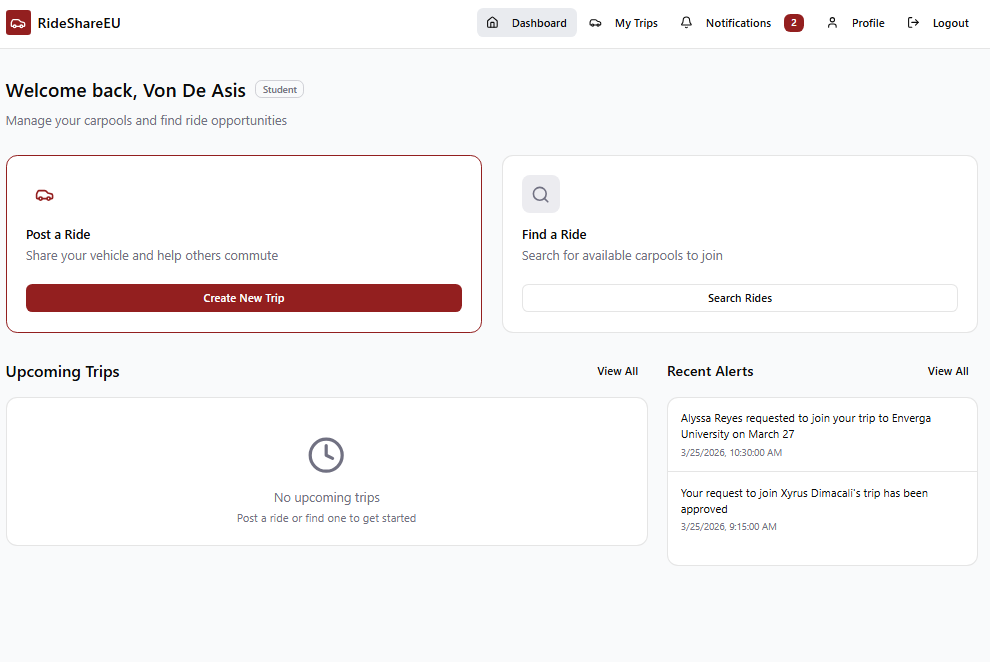 RideShareEU
Dashboard
My Trips
Notifications
2
Profile
Logout
Welcome back, Von De Asis
Student
Manage your carpools and find ride opportunities
Post a Ride
Share your vehicle and help others commute
Create New Trip
Find a Ride
Search for available carpools to join
Search Rides
Upcoming Trips
View All
No upcoming trips
Post a ride or find one to get started
Recent Alerts
View All
Alyssa Reyes requested to join your trip to Enverga
University on March 27
3/25/2026, 10:30:00 AM
Your request to join Xyrus Dimacali's trip has been
approved
3/25/2026, 9:15:00 AM